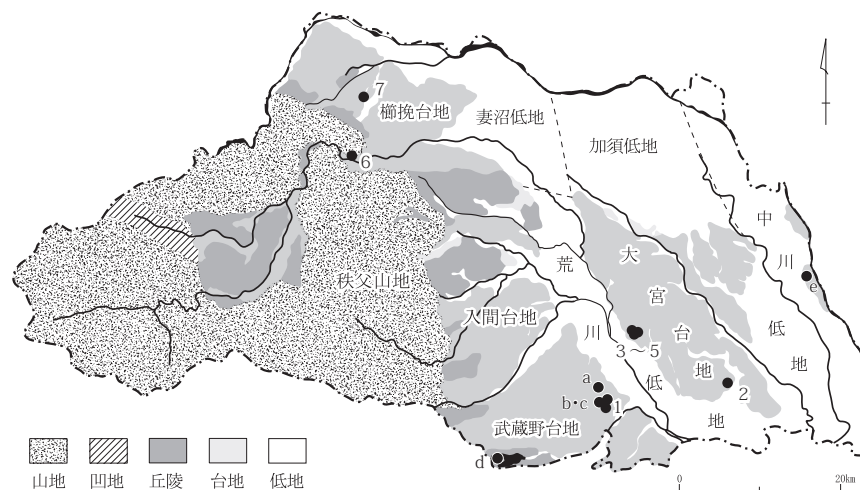 7
櫛挽台地
妻沼低地
加須低地
6
中川低地
秩父山地
荒川低地
大宮台地
e
入間台地
3～5
a
b・c
1
2
武蔵野台地
d
山地
凹地
丘陵
台地
低地
0
20km